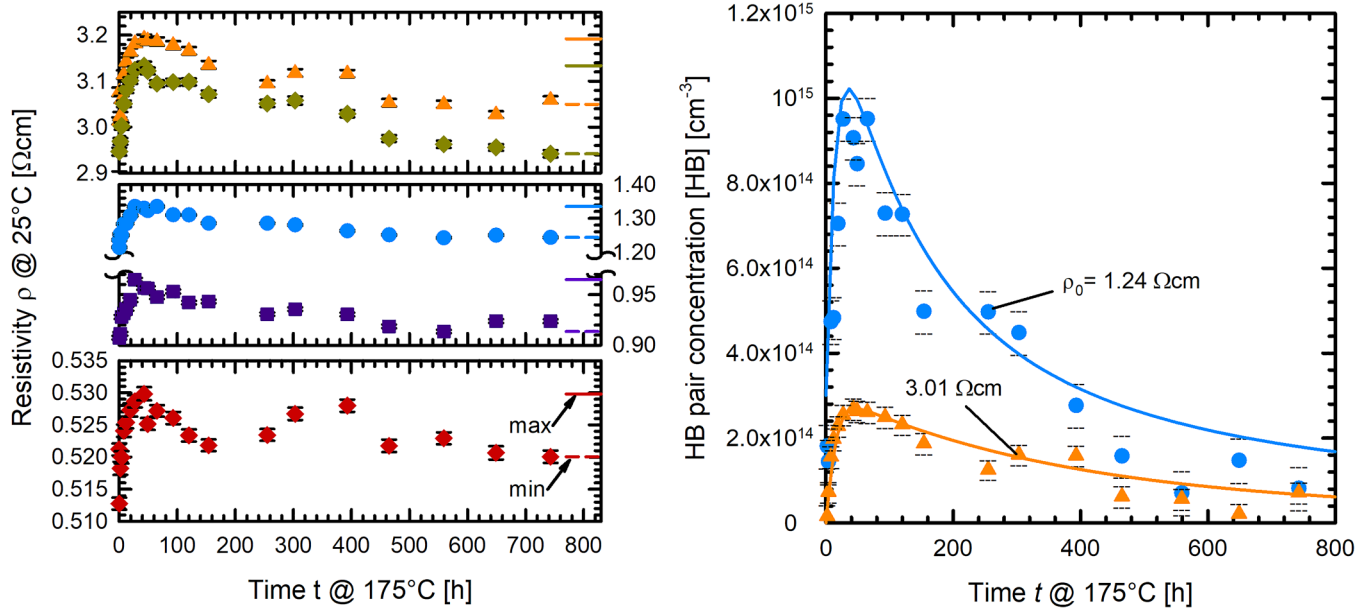 Resistivity ρ @ 25°C [Ωcm]
3.2
3.1
3.0
2.9
1.40
1.30
1.20
0.95
0.90
0.535
0.530
0.525
0.520
0.515
0.510
max
min
0 100 200 300 400 500 600 700 800
Time t @ 175°C [h]
HB pair concentration [HB] [cm⁻³]
1.2x10¹⁵
10¹⁵
8.0x10¹⁴
6.0x10¹⁴
4.0x10¹⁴
2.0x10¹⁴
0
ρ₀= 1.24 Ωcm
3.01 Ωcm
0 200 400 600 800
Time t @ 175°C [h]